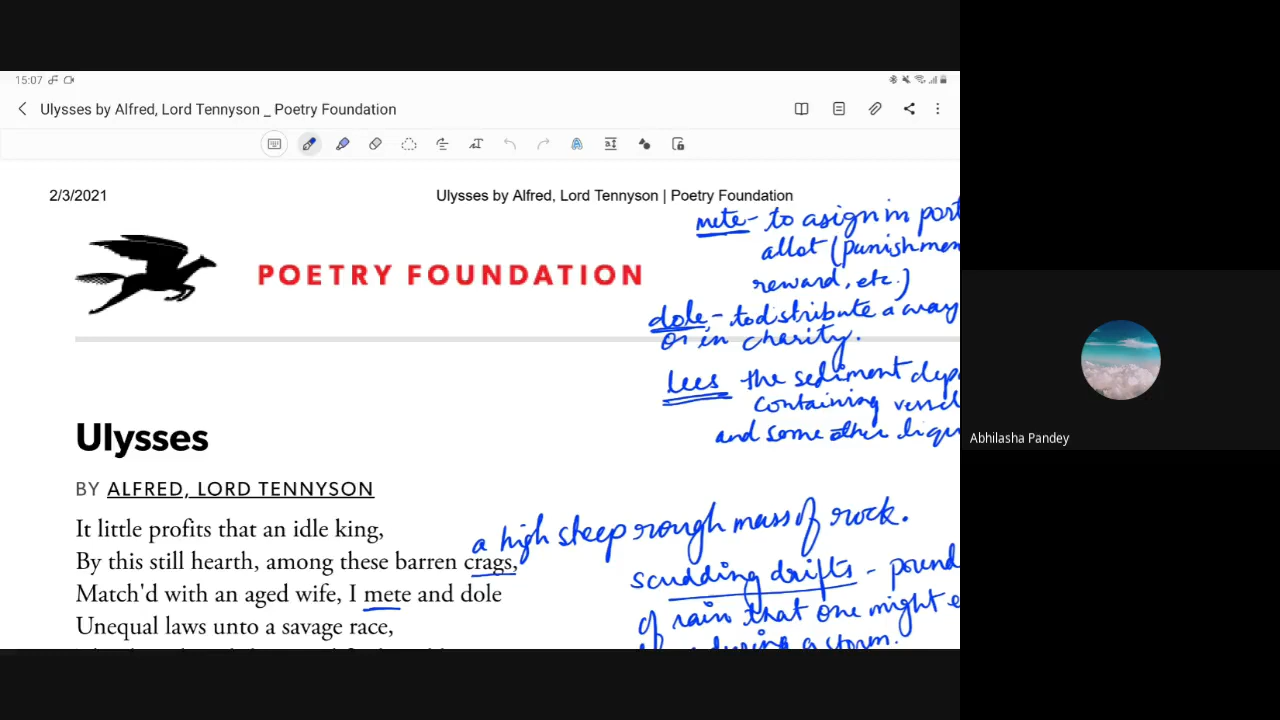 15:07
Ulysses by Alfred, Lord Tennyson _ Poetry Foundation
2/3/2021
Ulysses by Alfred, Lord Tennyson | Poetry Foundation
mete - to asign in port
allot (punishmen
reward, etc.)
POETRY FOUNDATION
dole - to distribute a way
or in charity.
lees the sediment dep
containing vessel
and some other liqu
Ulysses
BY ALFRED, LORD TENNYSON
It little profits that an idle king,
a high steep rough mass of rock.
By this still hearth, among these barren crags,
scudding drifts - pound
Match'd with an aged wife, I mete and dole
of rain that one might e
Unequal laws unto a savage race,
during a storm.
Abhilasha Pandey